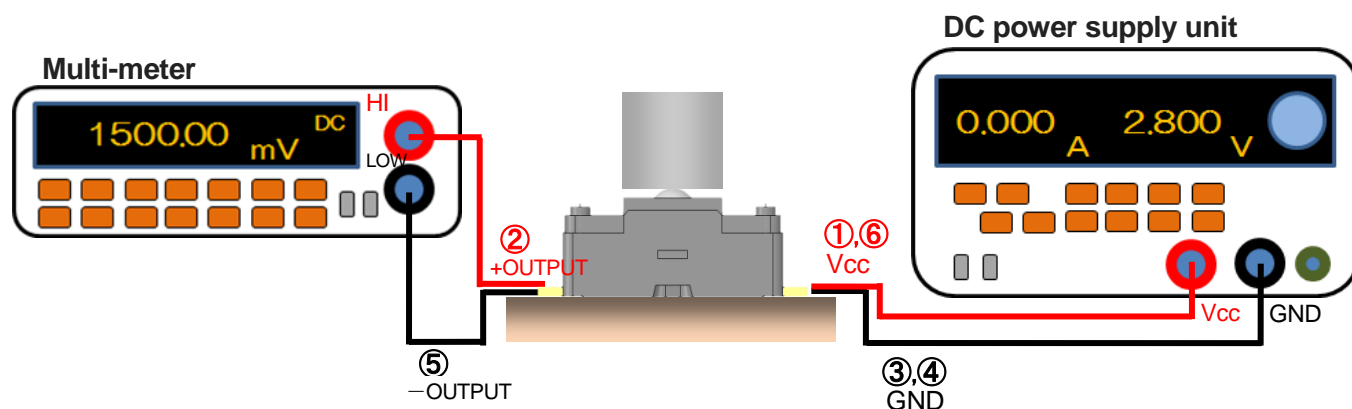 DC power supply unit
Multi-meter
HI
1500.00 mV DC
LOW
0.000 A 2.800 V
②
+OUTPUT
①,⑥
Vcc
Vcc
GND
⑤
－OUTPUT
③,④
GND